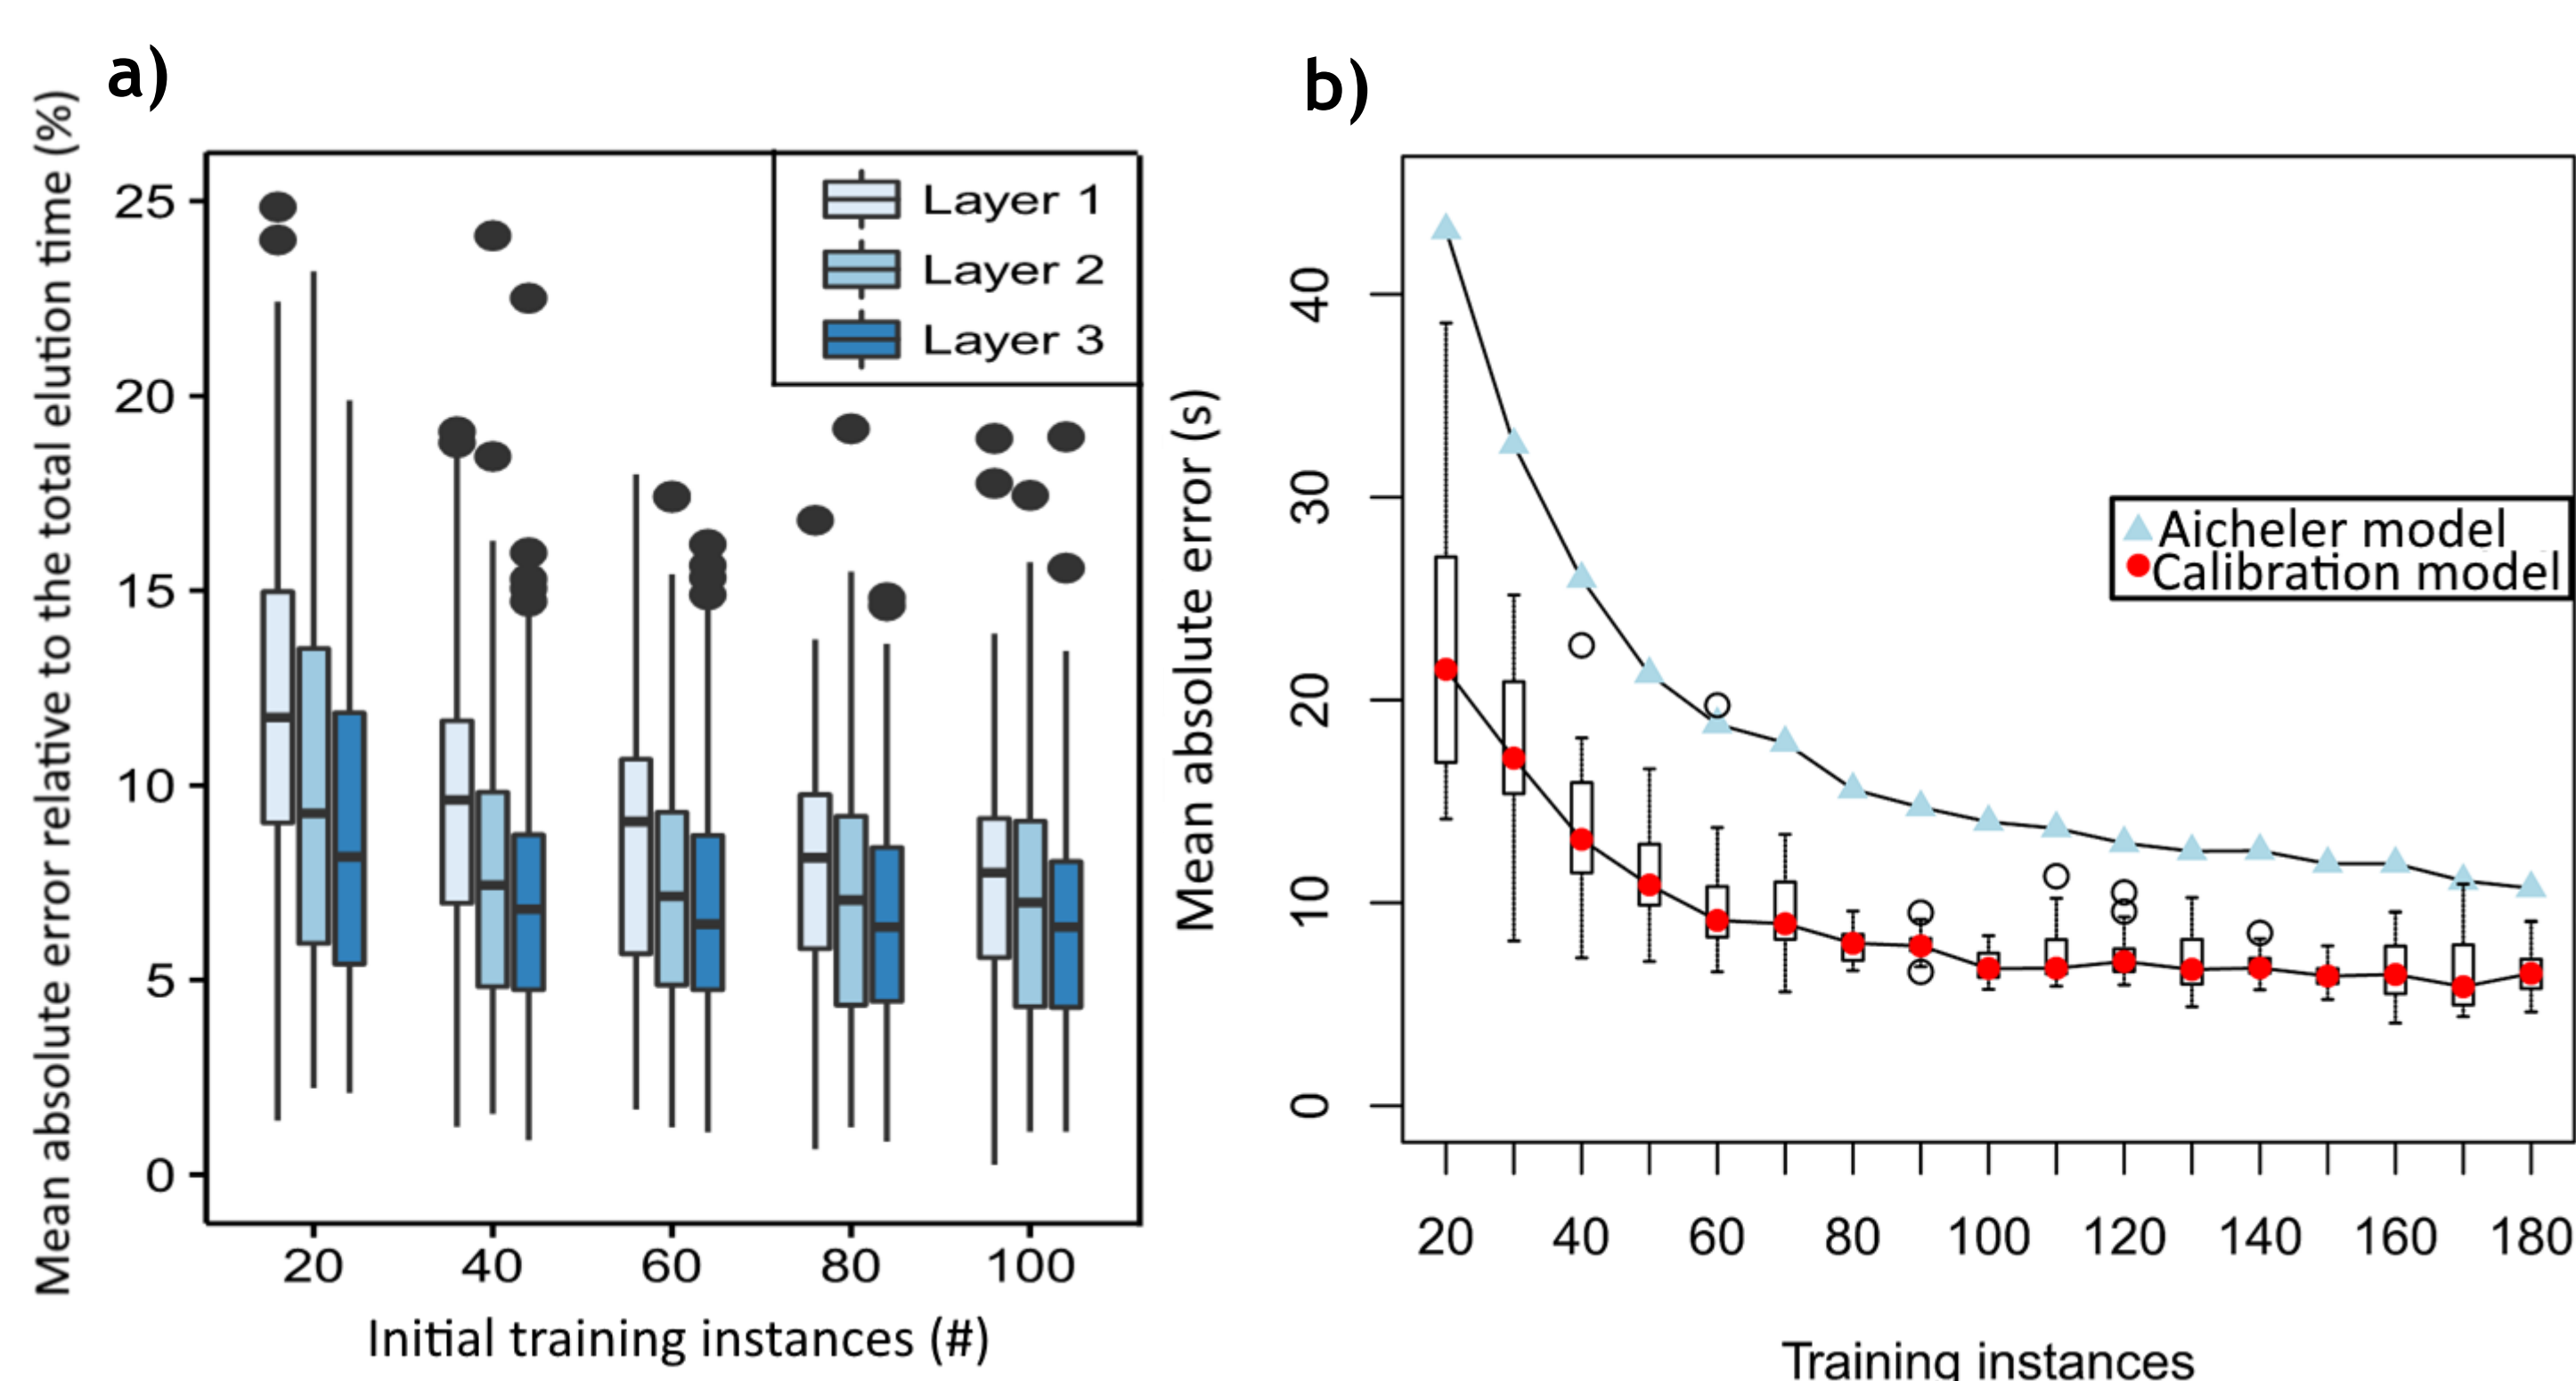 a)
Mean absolute error relative to the total elution time (%)
25
20
15
10
5
0
Layer 1
Layer 2
Layer 3
20 40 60 80 100
Initial training instances (#)
b)
Mean absolute error (s)
40
30
20
10
0
Aicheler model
Calibration model
20 40 60 80 100 120 140 160 180
Training instances